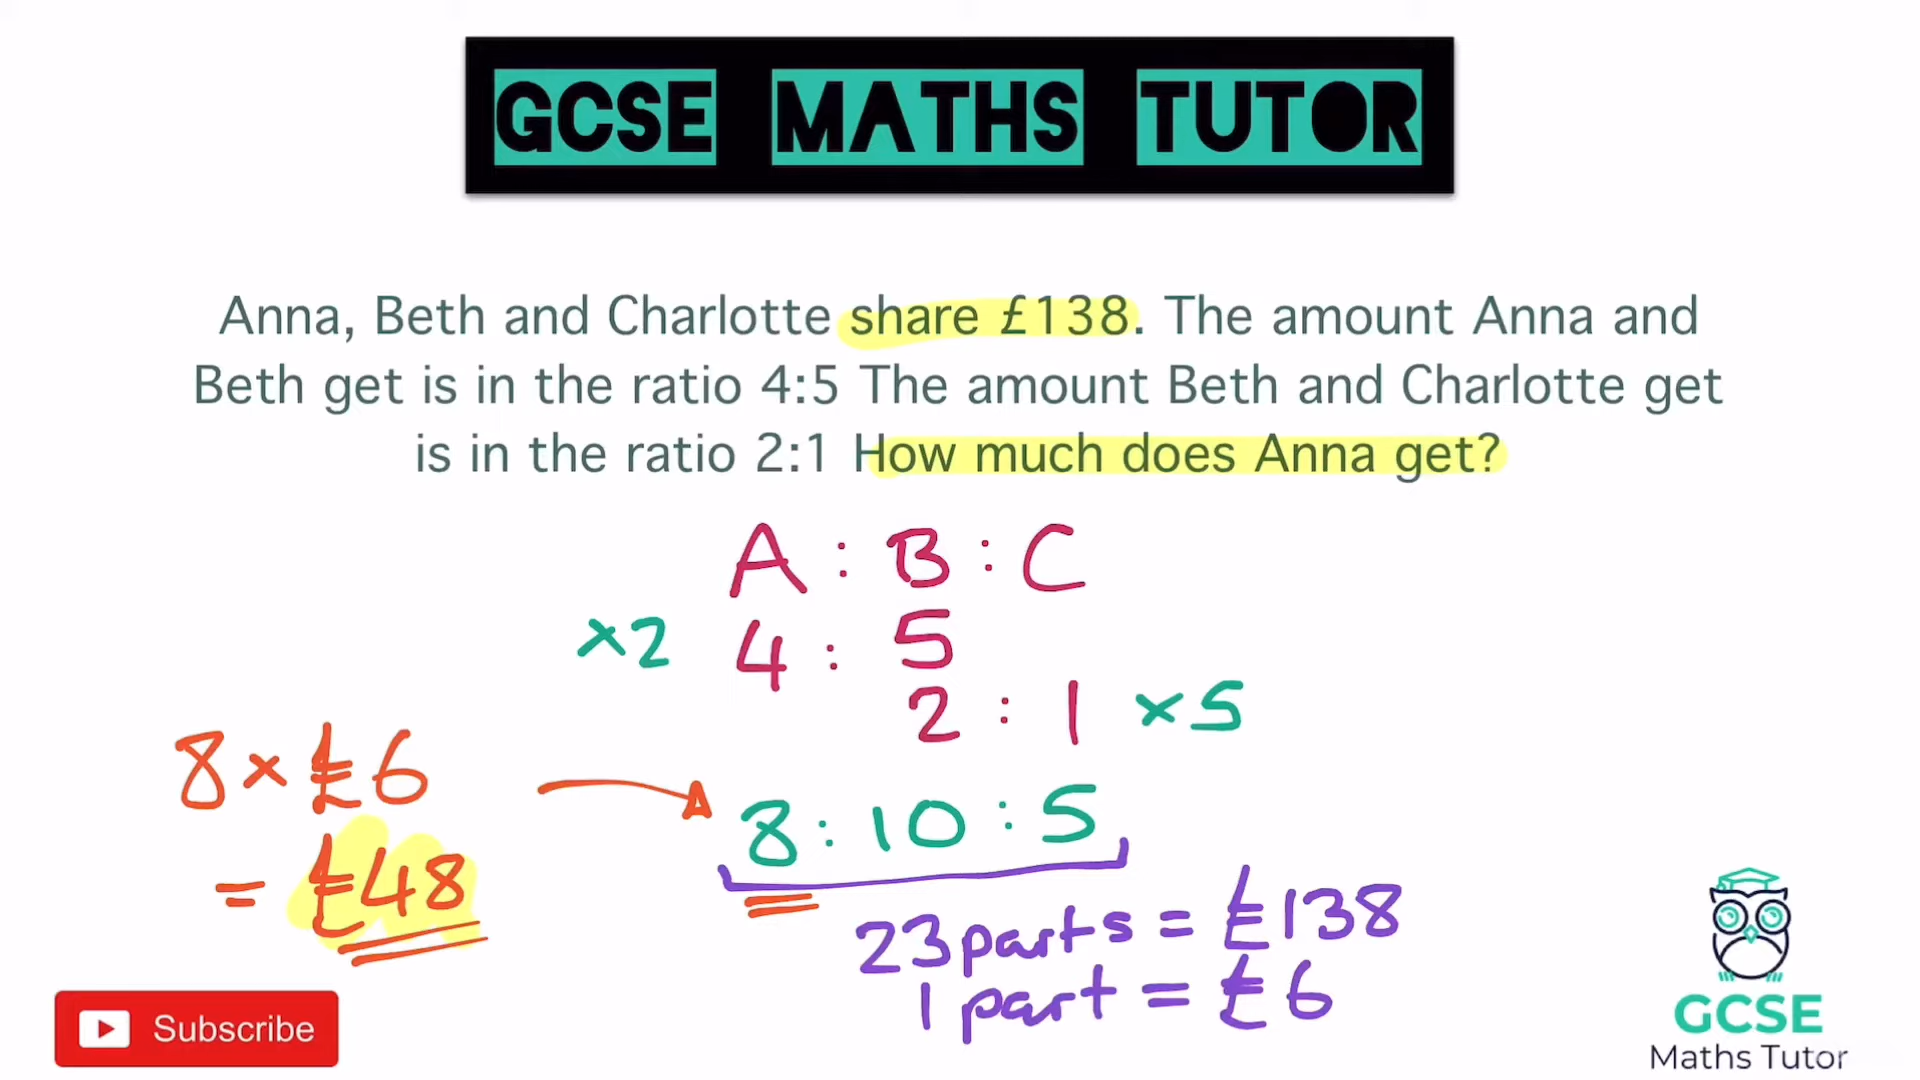 GCSE MATHS TUTOR
Anna, Beth and Charlotte share £138. The amount Anna and
Beth get is in the ratio 4:5 The amount Beth and Charlotte get
is in the ratio 2:1 How much does Anna get?
A : B : C
×2 4 : 5
2 : 1 ×5
8 × £6
8 : 10 : 5
= £48
23 parts = £138
1 part = £6
Subscribe
GCSE
Maths Tutor